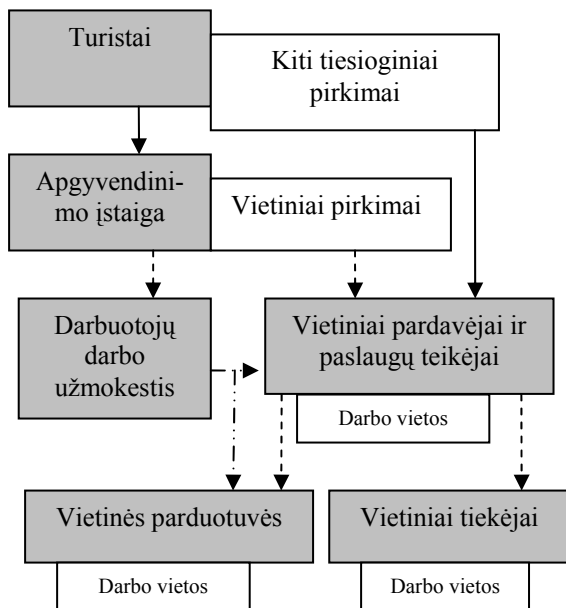 Turistai
Kiti tiesioginiai
pirkimai
Apgyvendini-
mo įstaiga
Vietiniai pirkimai
Darbuotojų
darbo
užmokestis
Vietiniai pardavėjai ir
paslaugų teikėjai
Darbo vietos
Vietinės parduotuvės
Vietiniai tiekėjai
Darbo vietos
Darbo vietos